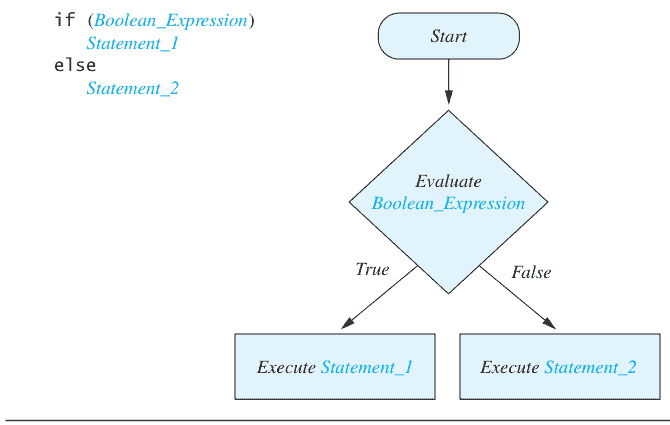 if (Boolean_Expression)
Statement_1
else
Statement_2
Start
Evaluate
Boolean_Expression
True
False
Execute Statement_1
Execute Statement_2